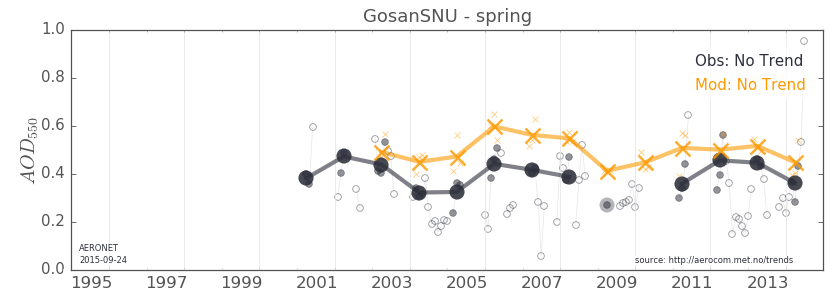 GosanSNU - spring
1.0
0.8
0.6
0.4
0.2
0.0
AOD550
Obs: No Trend
Mod: No Trend
AERONET
2015-09-24
source: http://aerocom.met.no/trends
1995 1997 1999 2001 2003 2005 2007 2009 2011 2013